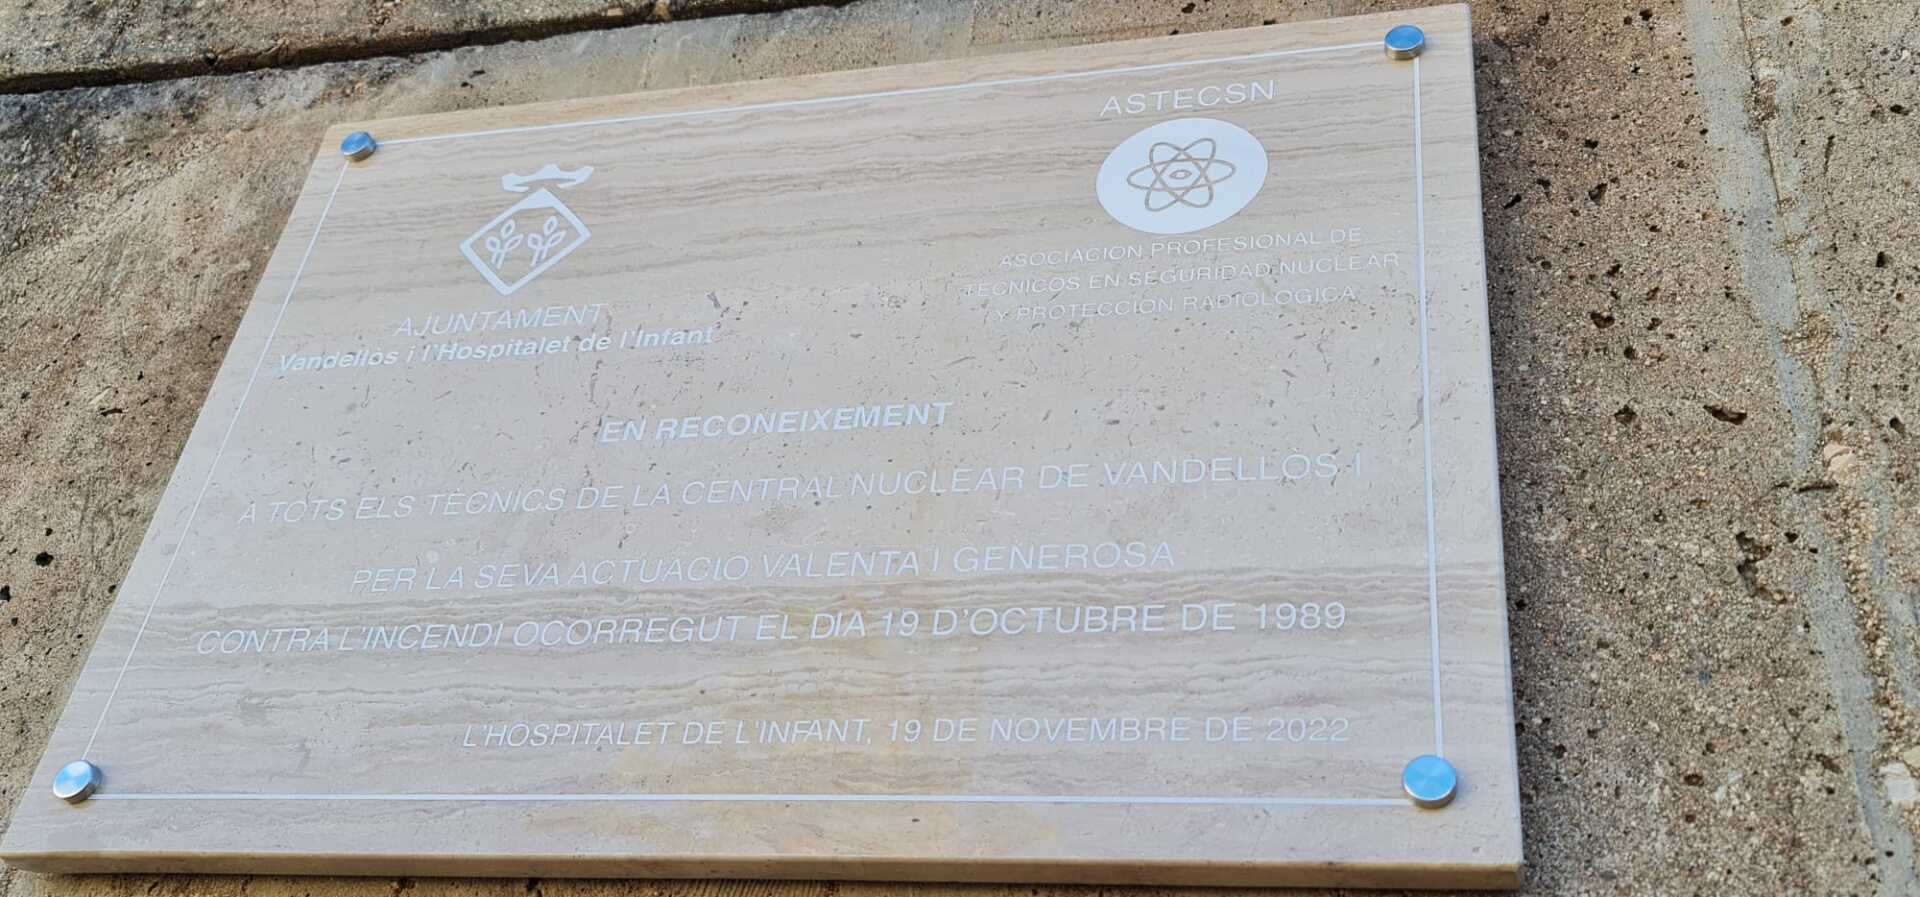 ASTECSN
ASOCIACION PROFESIONAL DE
TECNICOS EN SEGURIDAD NUCLEAR
Y PROTECCION RADIOLOGICA
AJUNTAMENT
Vandellòs i l'Hospitalet de l'Infant
EN RECONEIXEMENT
A TOTS ELS TÈCNICS DE LA CENTRAL NUCLEAR DE VANDELLÒS I
PER LA SEVA ACTUACIO VALENTA I GENEROSA
CONTRA L'INCENDI OCORREGUT EL DIA 19 D'OCTUBRE DE 1989
L'HOSPITALET DE L'INFANT, 19 DE NOVEMBRE DE 2022